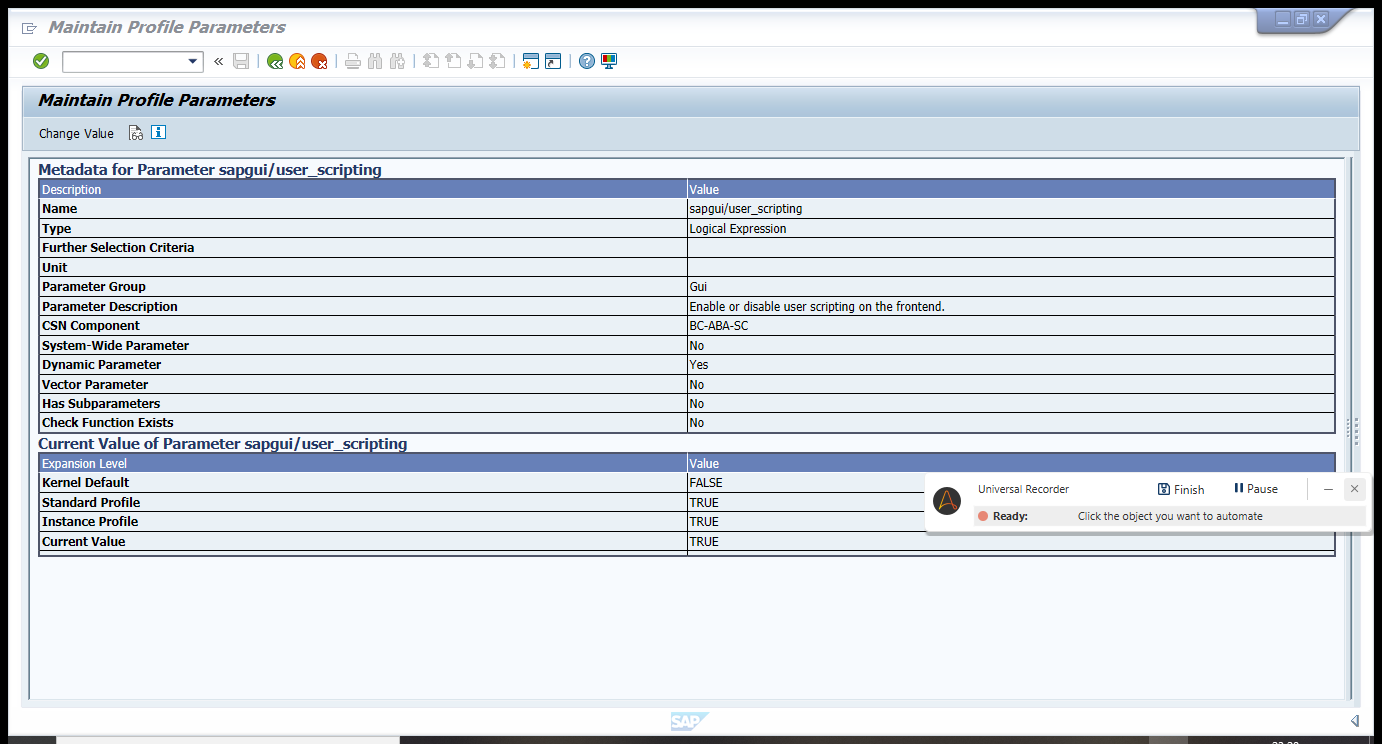 Maintain Profile Parameters
Maintain Profile Parameters
Change Value
Metadata for Parameter sapgui/user_scripting
Description Value
Name sapgui/user_scripting
Type Logical Expression
Further Selection Criteria
Unit
Parameter Group Gui
Parameter Description Enable or disable user scripting on the frontend.
CSN Component BC-ABA-SC
System-Wide Parameter No
Dynamic Parameter Yes
Vector Parameter No
Has Subparameters No
Check Function Exists No
Current Value of Parameter sapgui/user_scripting
Expansion Level Value
Kernel Default FALSE
Standard Profile TRUE
Instance Profile TRUE
Current Value TRUE
Universal Recorder Finish Pause
Ready: Click the object you want to automate
SAP